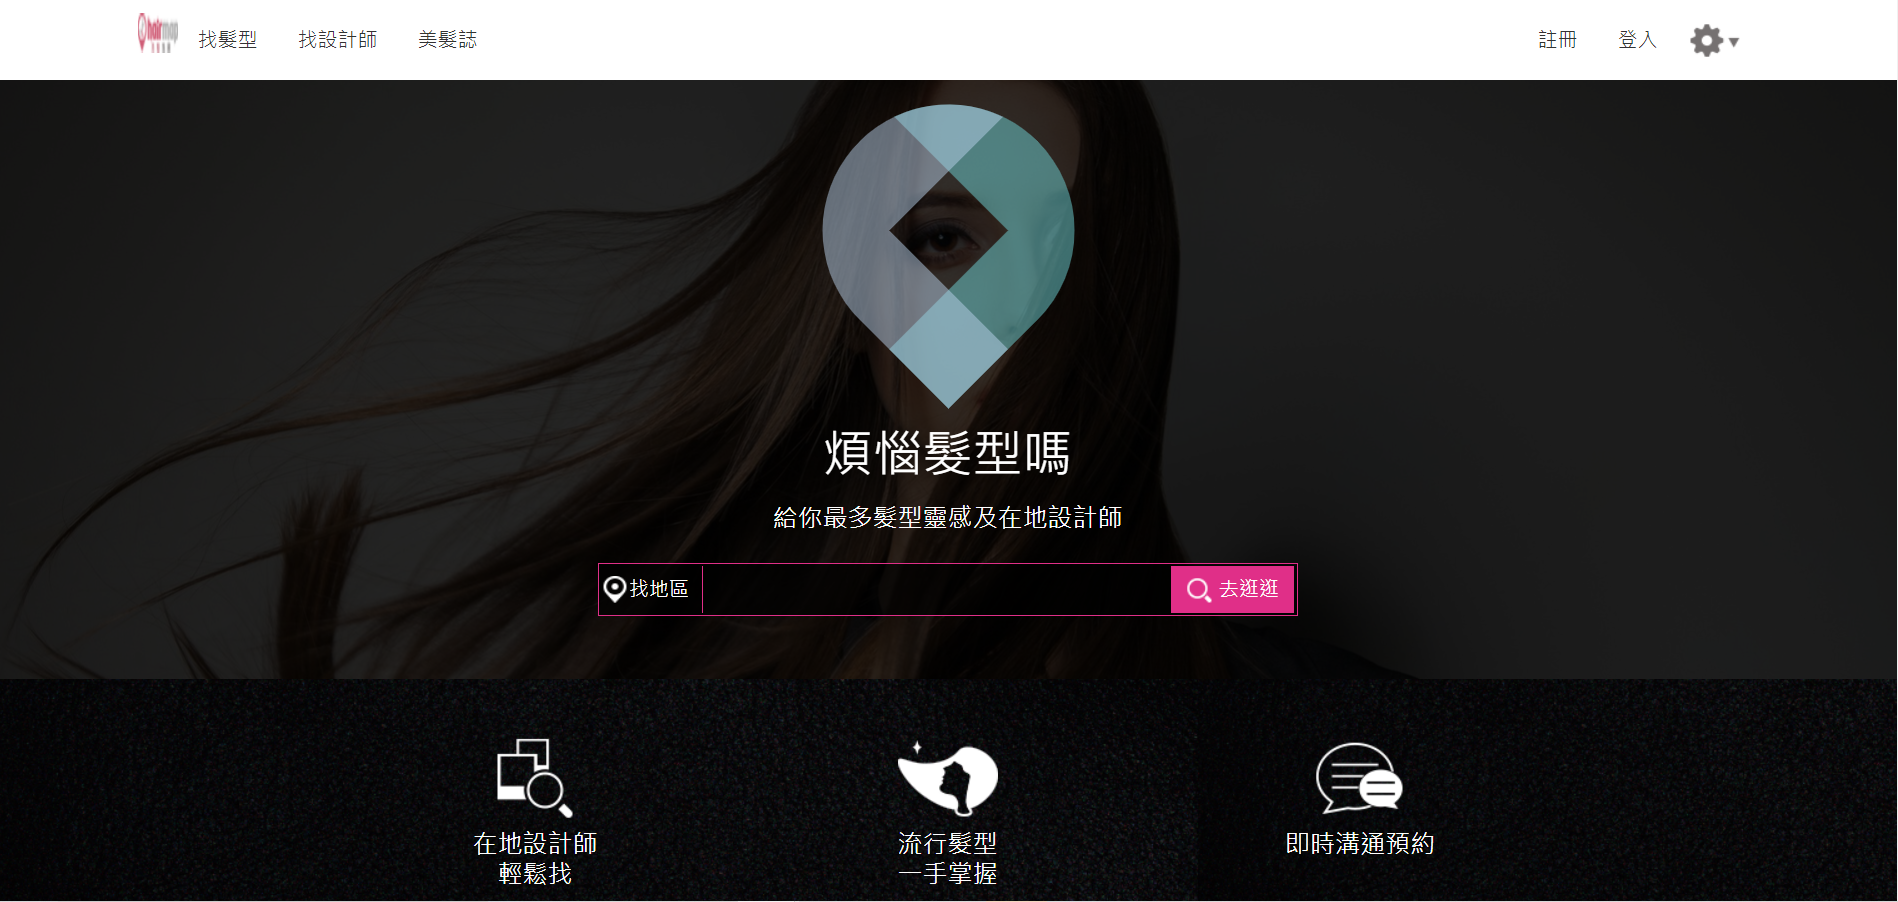 hairmap
找髮型
找設計師
美髮誌
註冊
登入
煩惱髮型嗎
給你最多髮型靈感及在地設計師
找地區
去逛逛
在地設計師
輕鬆找
流行髮型
一手掌握
即時溝通預約